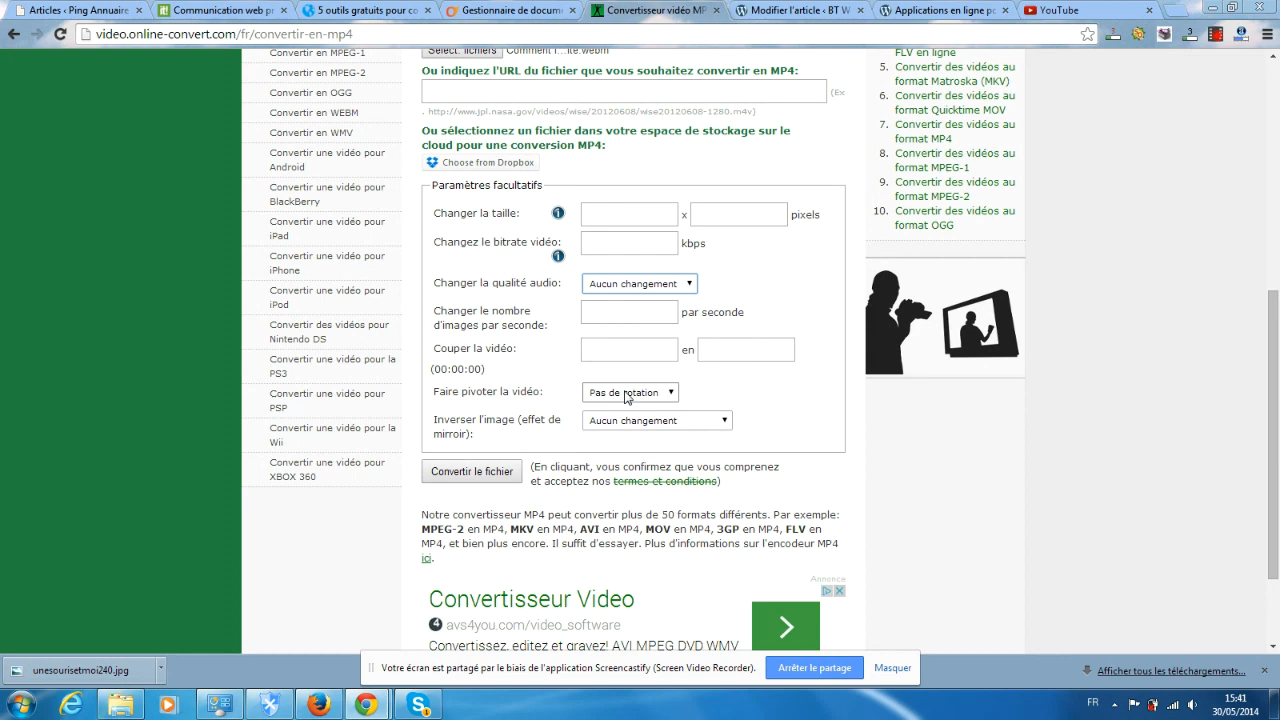 Articles ‹ Ping Annuaire
Communication web p
5 outils gratuits pour co
Gestionnaire de docum
Convertisseur vidéo MP
Modifier l'article ‹ BT W
Applications en ligne po
YouTube
video.online-convert.com/fr/convertir-en-mp4
Convertir en MPEG-1
Convertir en MPEG-2
Convertir en OGG
Convertir en WEBM
Convertir en WMV
Convertir une vidéo pour
Android
Convertir une vidéo pour
BlackBerry
Convertir une vidéo pour
iPad
Convertir une vidéo pour
iPhone
Convertir une vidéo pour
iPod
Convertir des vidéos pour
Nintendo DS
Convertir une vidéo pour la
PS3
Convertir une vidéo pour
PSP
Convertir une vidéo pour la
Wii
Convertir une vidéo pour
XBOX 360
Sélect. fichiers Comment l…ite.webm
Ou indiquez l'URL du fichier que vous souhaitez convertir en MP4:
(Ex
. http://www.jpl.nasa.gov/videos/wise/20120608/wise20120608-1280.m4v)
Ou sélectionnez un fichier dans votre espace de stockage sur le
cloud pour une conversion MP4:
Choose from Dropbox
Paramètres facultatifs
Changer la taille: x pixels
Changez le bitrate vidéo: kbps
Changer la qualité audio: Aucun changement
Changer le nombre
d'images par seconde: par seconde
Couper la vidéo: en
(00:00:00)
Faire pivoter la vidéo: Pas de rotation
Inverser l'image (effet de
miroir): Aucun changement
Convertir le fichier
(En cliquant, vous confirmez que vous comprenez
et acceptez nos termes et conditions)
Notre convertisseur MP4 peut convertir plus de 50 formats différents. Par exemple:
MPEG-2 en MP4, MKV en MP4, AVI en MP4, MOV en MP4, 3GP en MP4, FLV en
MP4, et bien plus encore. Il suffit d'essayer. Plus d'informations sur l'encodeur MP4
ici.
Annonce
Convertisseur Video
4 avs4you.com/video_software
Convertissez, editez et gravez! AVI MPEG DVD WMV
FLV en ligne
5. Convertir des vidéos au
format Matroska (MKV)
6. Convertir des vidéos au
format Quicktime MOV
7. Convertir des vidéos au
format MP4
8. Convertir des vidéos au
format MPEG-1
9. Convertir des vidéos au
format MPEG-2
10. Convertir des vidéos au
format OGG
unesourisetmoi240.jpg
Votre écran est partagé par le biais de l'application Screencastify (Screen Video Recorder).
Arrêter le partage
Masquer
Afficher tous les téléchargements...
FR
15:41
30/05/2014